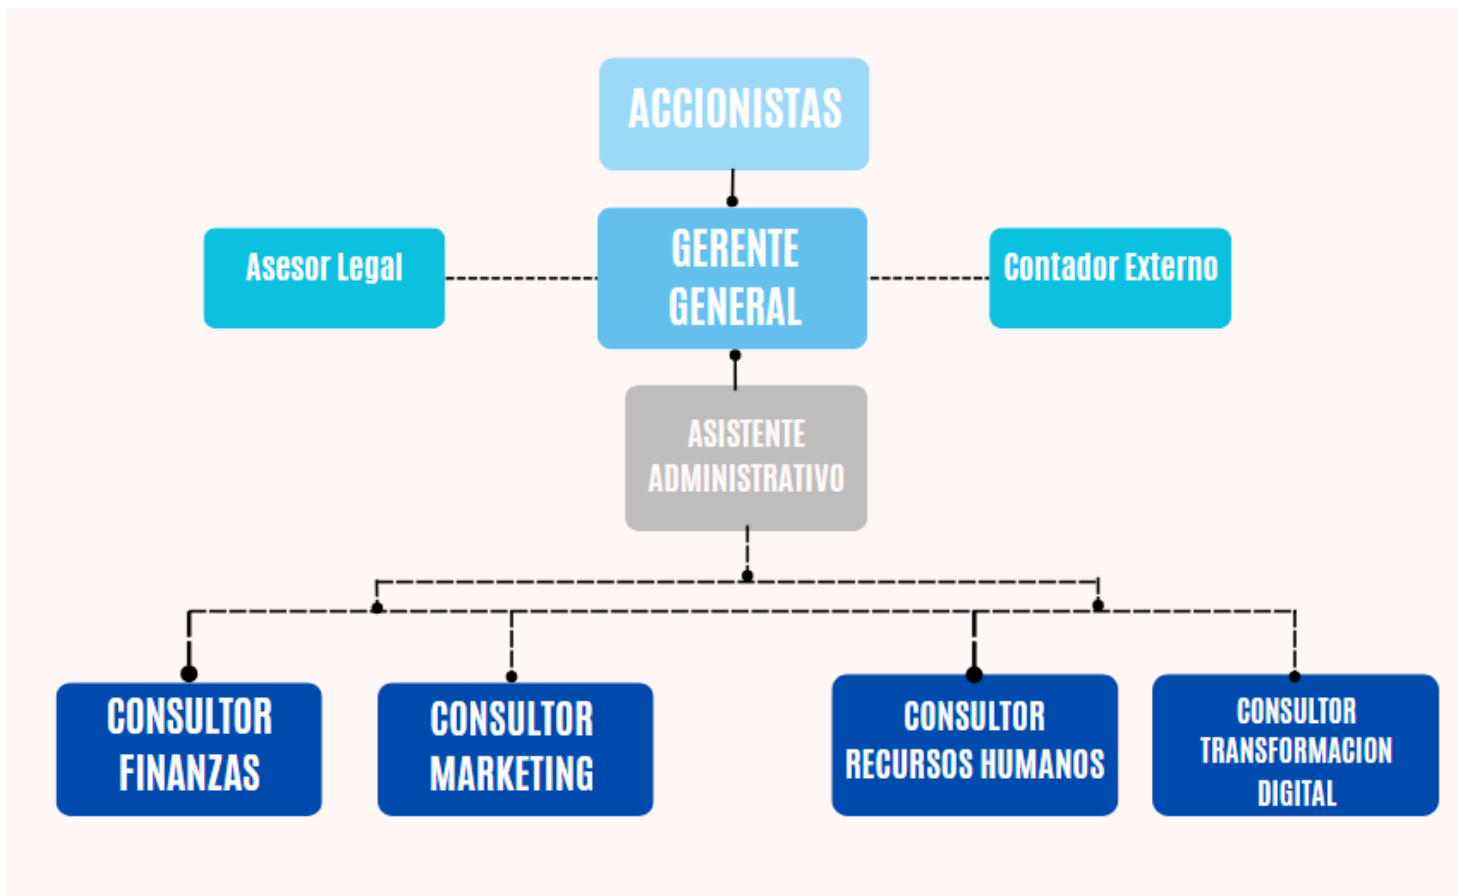 ACCIONISTAS
GERENTE
GENERAL
Asesor Legal
Contador Externo
ASISTENTE
ADMINISTRATIVO
CONSULTOR
FINANZAS
CONSULTOR
MARKETING
CONSULTOR
RECURSOS HUMANOS
CONSULTOR
TRANSFORMACION
DIGITAL